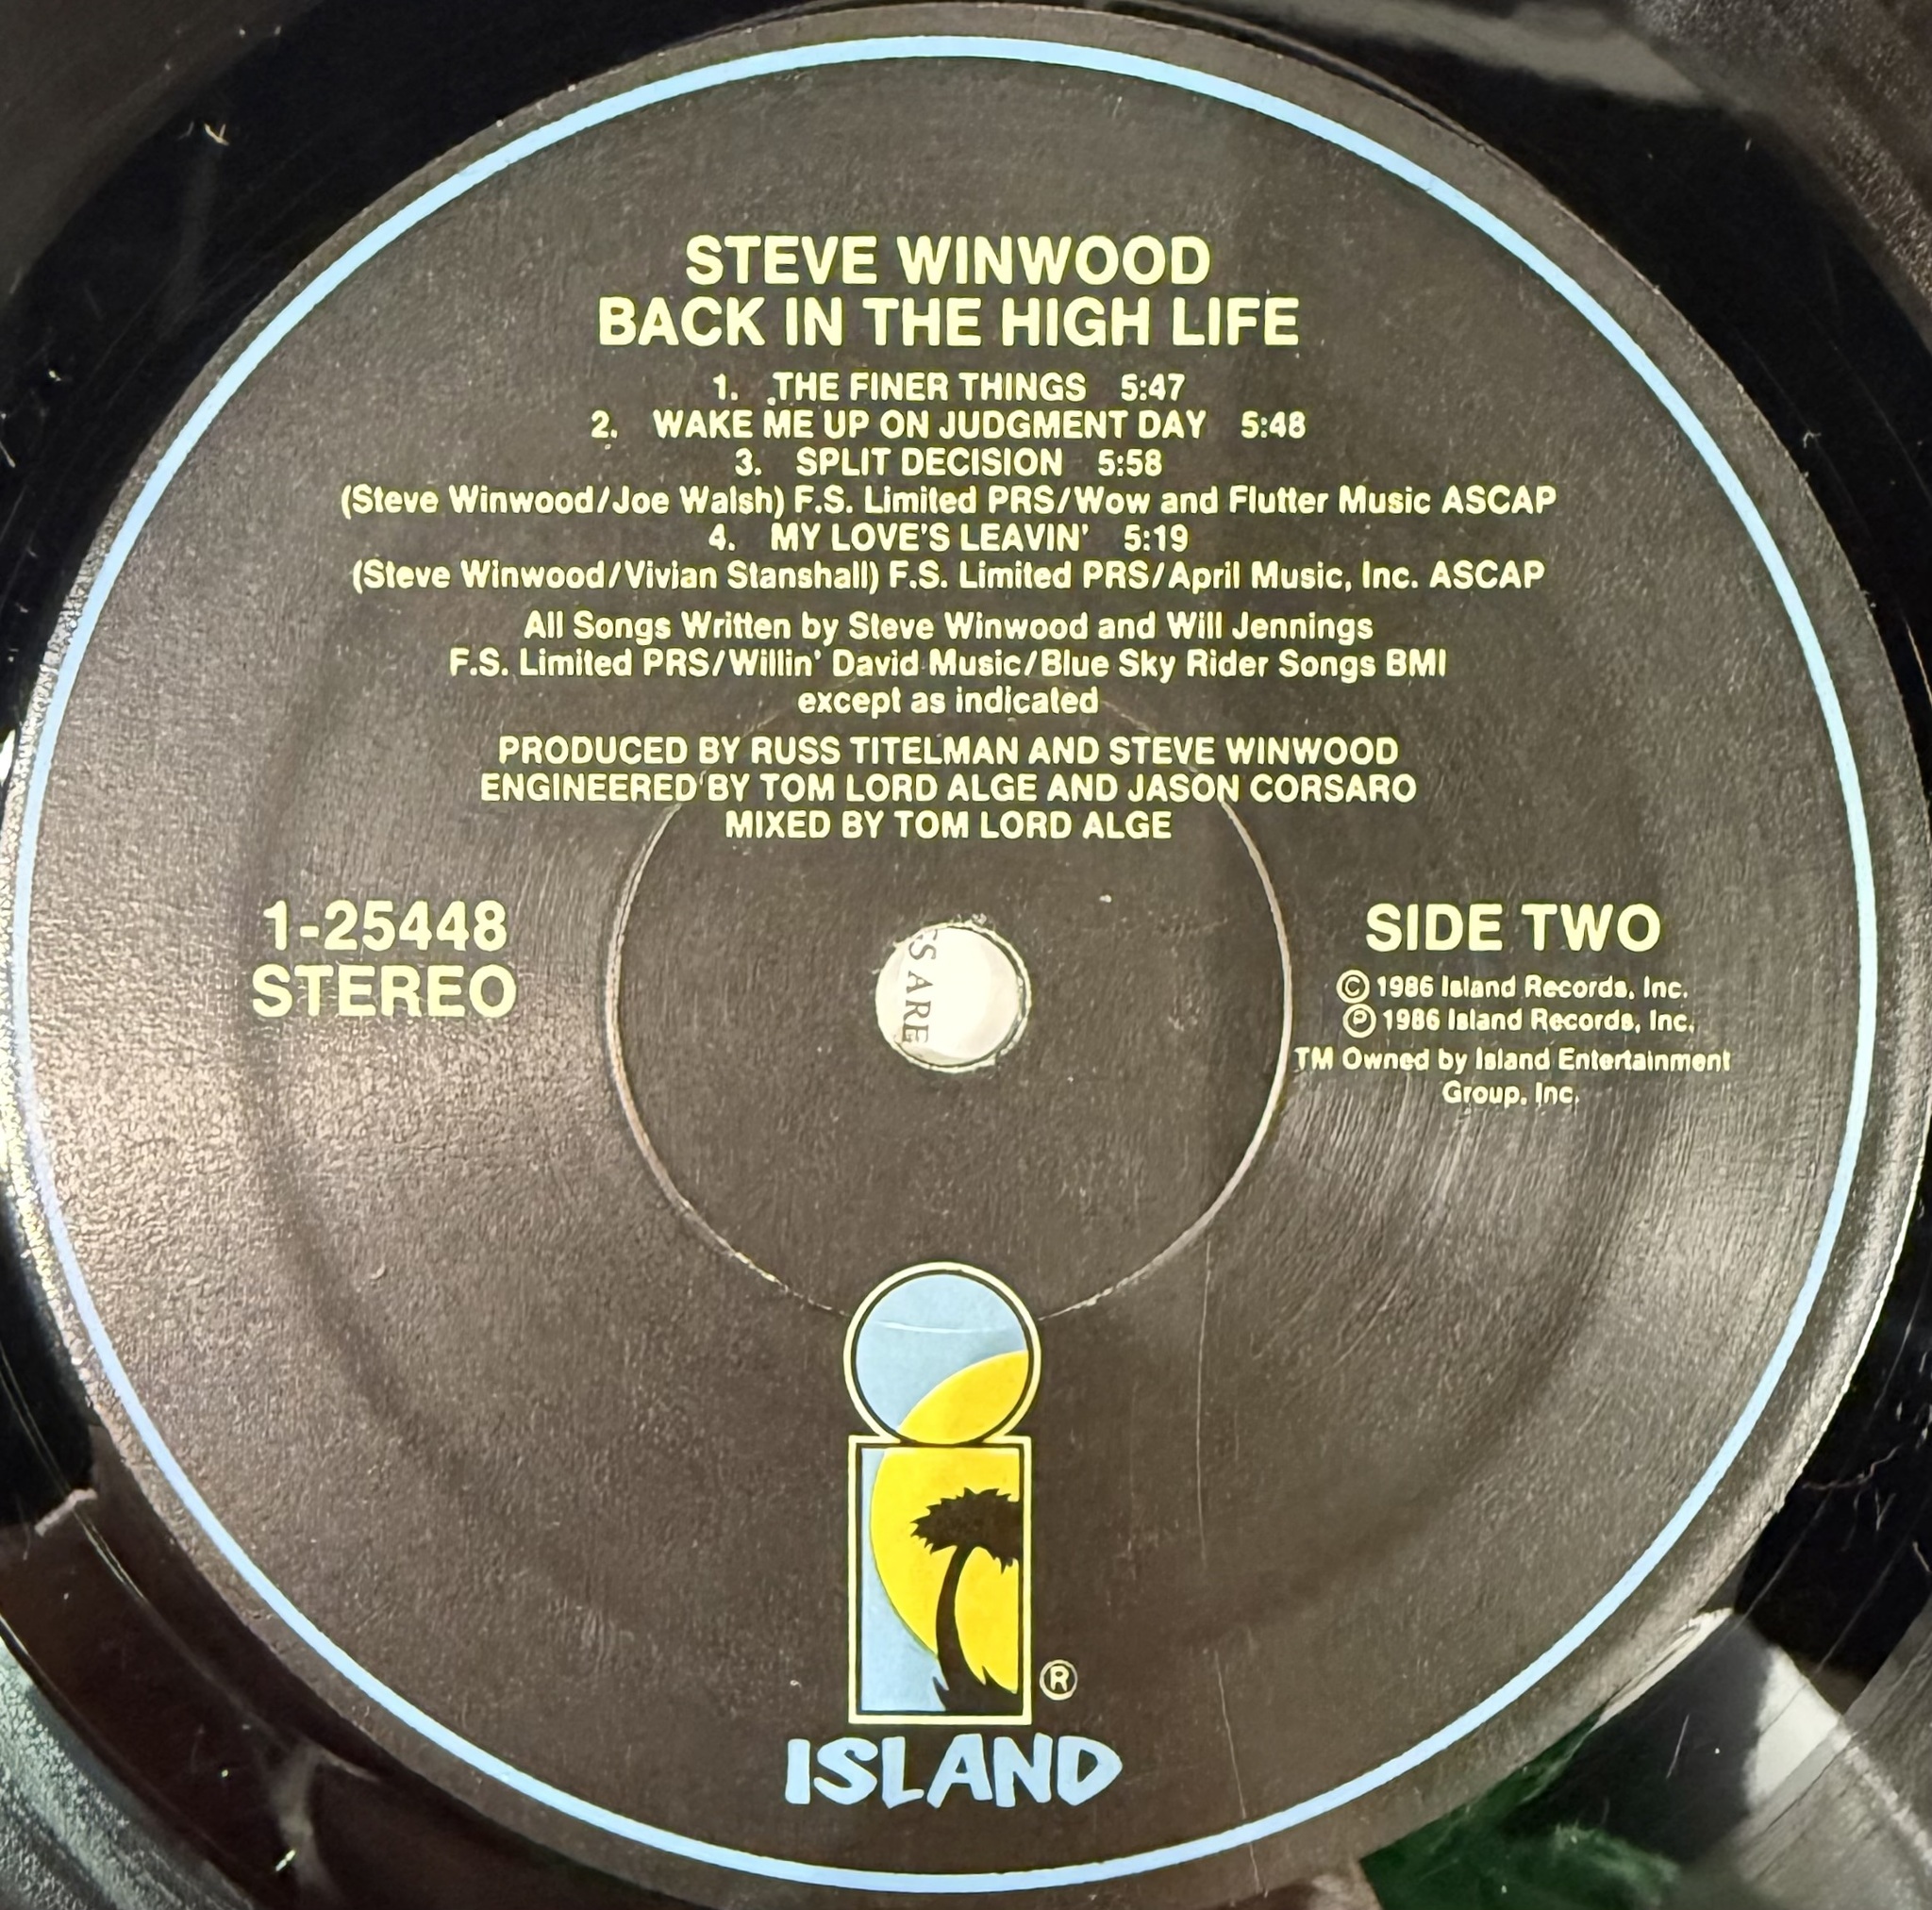 STEVE WINWOOD
BACK IN THE HIGH LIFE
1. THE FINER THINGS 5:47
2. WAKE ME UP ON JUDGMENT DAY 5:48
3. SPLIT DECISION 5:58
(Steve Winwood/Joe Walsh) F.S. Limited PRS/Wow and Flutter Music ASCAP
4. MY LOVE'S LEAVIN' 5:19
(Steve Winwood/Vivian Stanshall) F.S. Limited PRS/April Music, Inc. ASCAP
All Songs Written by Steve Winwood and Will Jennings
F.S. Limited PRS/Willin' David Music/Blue Sky Rider Songs BMI
except as indicated
PRODUCED BY RUSS TITELMAN AND STEVE WINWOOD
ENGINEERED BY TOM LORD ALGE AND JASON CORSARO
MIXED BY TOM LORD ALGE
1-25448
STEREO
S ARE
SIDE TWO
© 1986 Island Records, Inc.
℗ 1986 Island Records, Inc.
TM Owned by Island Entertainment
Group, Inc.
®
ISLAND